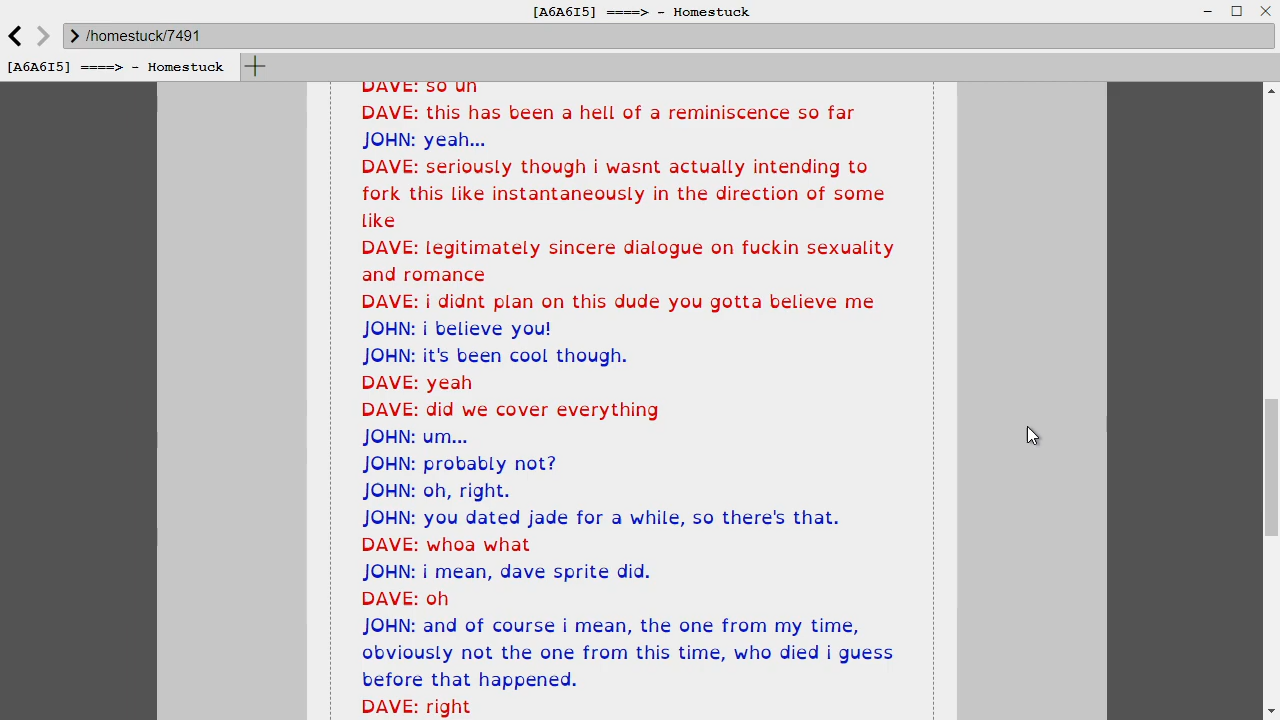 [A6A6I5] ====> - Homestuck
/homestuck/7491
[A6A6I5] ====> - Homestuck
DAVE: so uh
DAVE: this has been a hell of a reminiscence so far
JOHN: yeah...
DAVE: seriously though i wasnt actually intending to
fork this like instantaneously in the direction of some
like
DAVE: legitimately sincere dialogue on fuckin sexuality
and romance
DAVE: i didnt plan on this dude you gotta believe me
JOHN: i believe you!
JOHN: it's been cool though.
DAVE: yeah
DAVE: did we cover everything
JOHN: um...
JOHN: probably not?
JOHN: oh, right.
JOHN: you dated jade for a while, so there's that.
DAVE: whoa what
JOHN: i mean, dave sprite did.
DAVE: oh
JOHN: and of course i mean, the one from my time,
obviously not the one from this time, who died i guess
before that happened.
DAVE: right